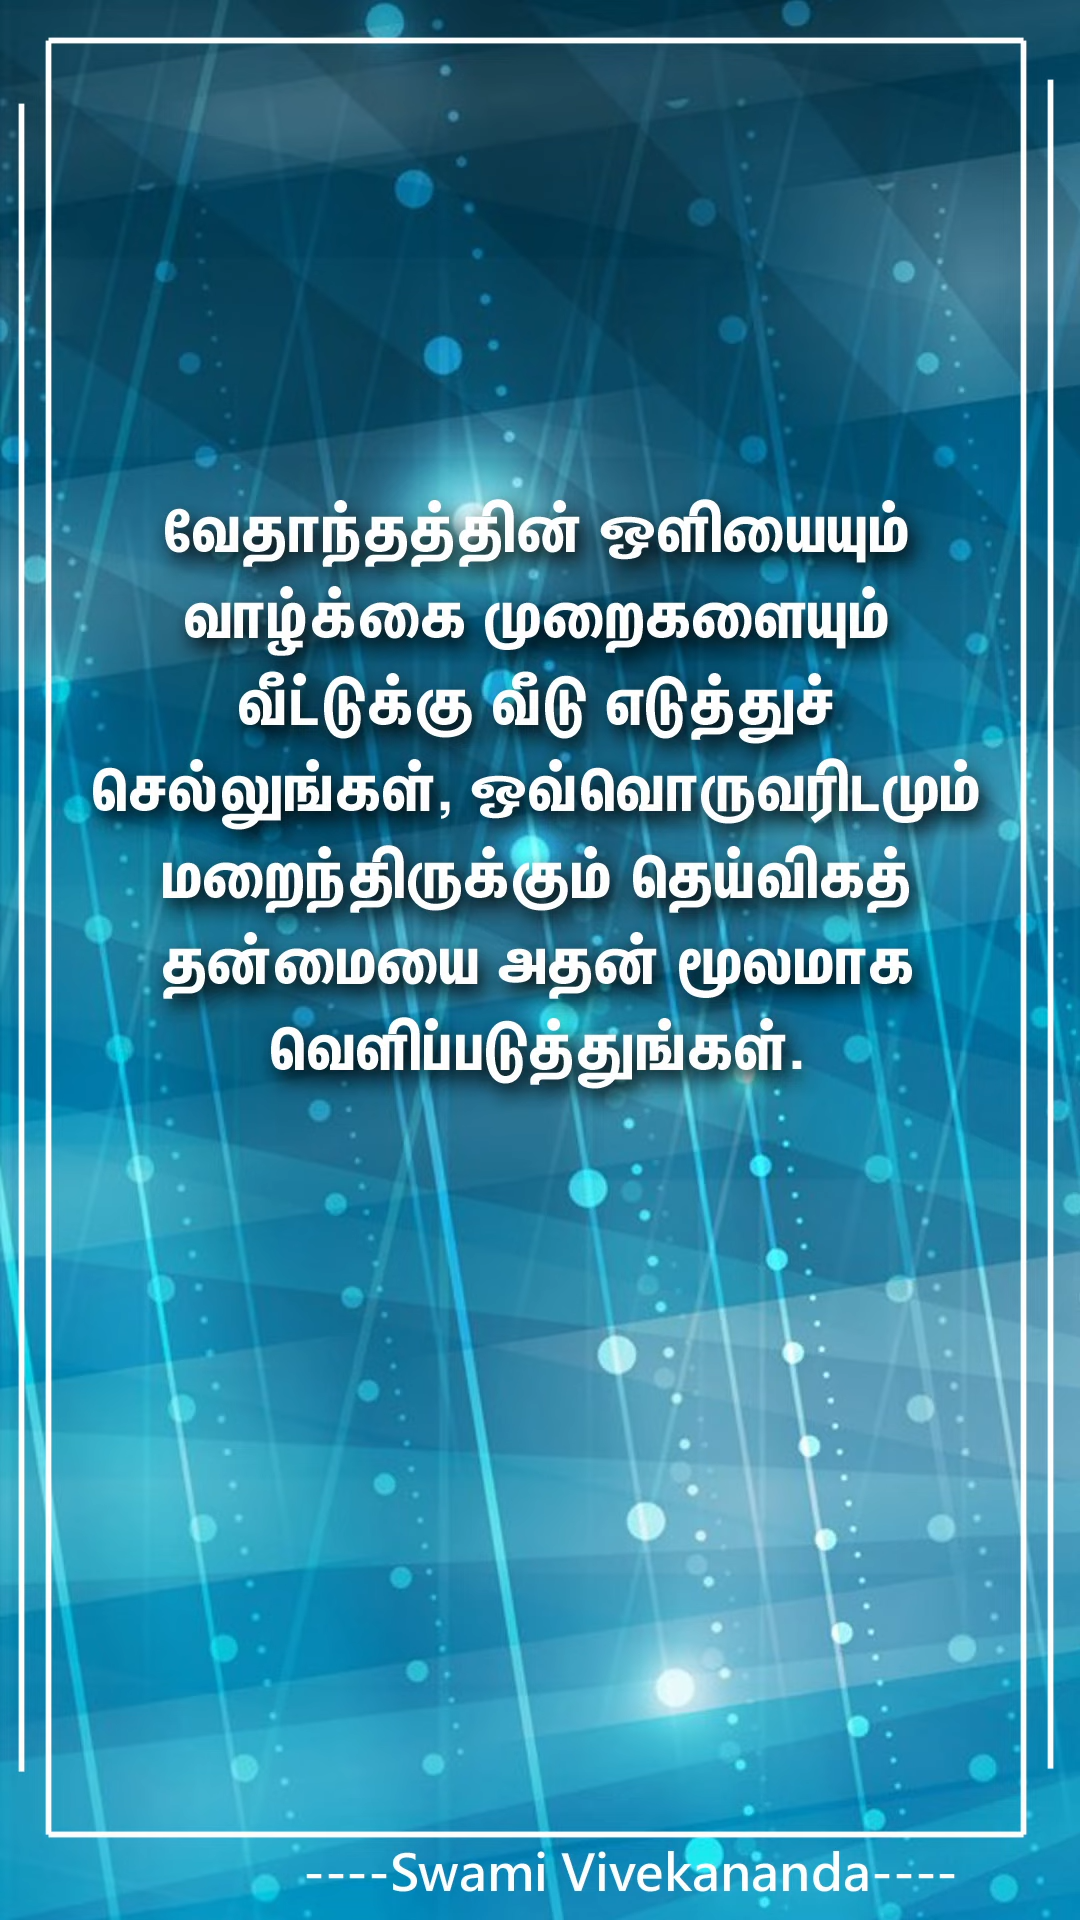 வேதாந்தத்தின் ஒளியையும்
வாழ்க்கை முறைகளையும்
வீட்டுக்கு வீடு எடுத்துச்
செல்லுங்கள், ஒவ்வொருவரிடமும்
மறைந்திருக்கும் தெய்விகத்
தன்மையை அதன் மூலமாக
வெளிப்படுத்துங்கள்.
----Swami Vivekananda----